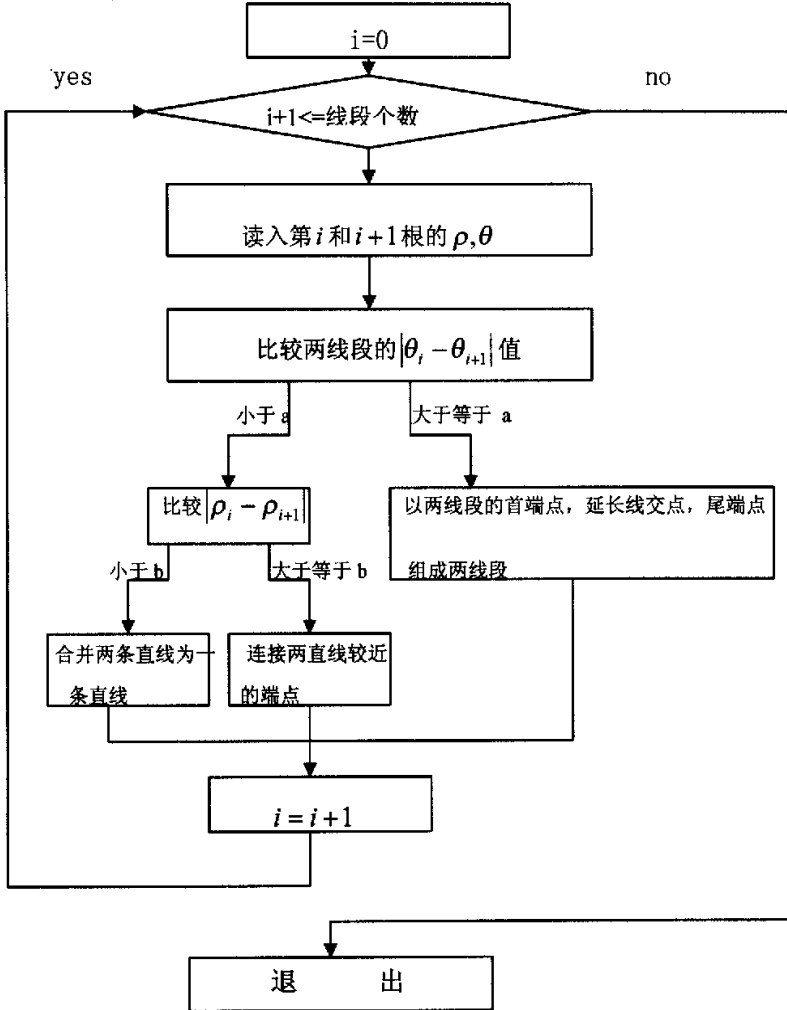 i=0
yes
no
i+1<=线段个数
读入第i和i+1根的ρ,θ
比较两线段的|θᵢ−θᵢ₊₁|值
小于a
大于等于 a
比较|ρᵢ−ρᵢ₊₁|
以两线段的首端点，延长线交点，尾端点
组成两线段
小于b
大于等于b
合并两条直线为一
条直线
连接两直线较近
的端点
i=i+1
退 出